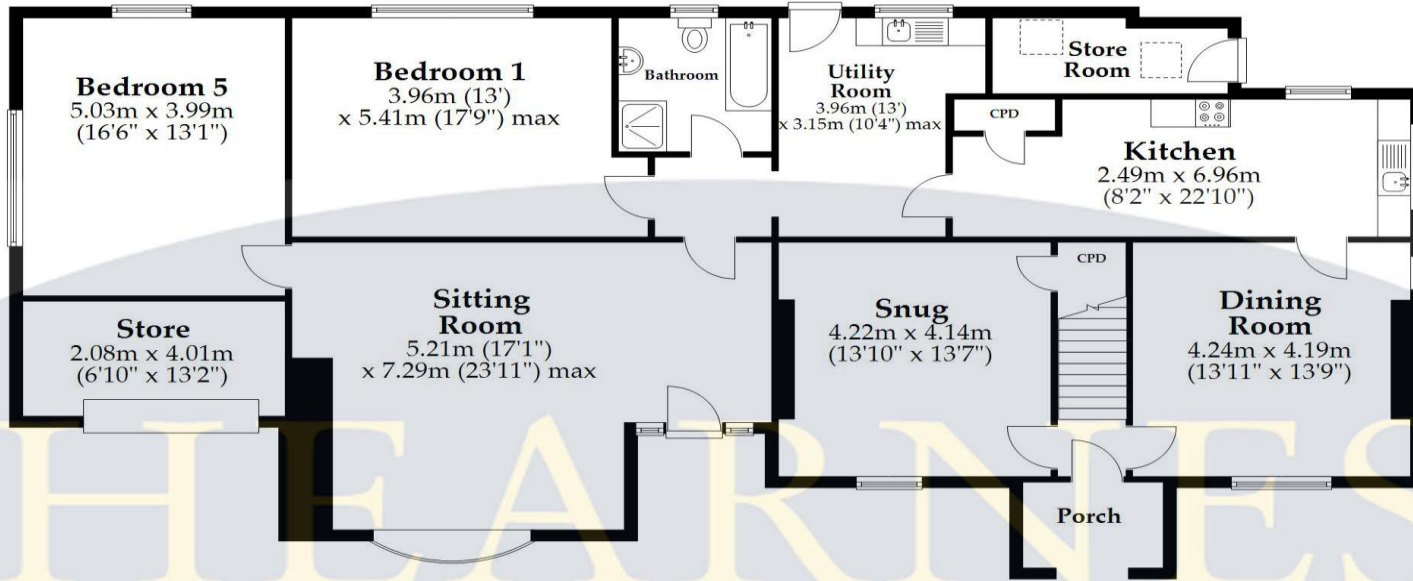 Bedroom 5
5.03m x 3.99m
(16'6" x 13'1")
Bedroom 1
3.96m (13')
x 5.41m (17'9") max
Bathroom
Utility
Room
3.96m (13')
x 3.15m (10'4") max
Store
Room
CPD
Kitchen
2.49m x 6.96m
(8'2" x 22'10")
Store
2.08m x 4.01m
(6'10" x 13'2")
Sitting
Room
5.21m (17'1")
x 7.29m (23'11") max
Snug
4.22m x 4.14m
(13'10" x 13'7")
CPD
Dining
Room
4.24m x 4.19m
(13'11" x 13'9")
Porch
HEARNES